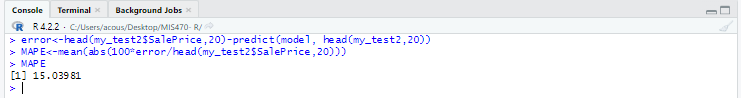 Console Terminal × Background Jobs ×
R 4.2.2 · C:/Users/acous/Desktop/MIS470- R/
> error<-head(my_test2$SalePrice,20)-predict(model, head(my_test2,20))
> MAPE<-mean(abs(100*error/head(my_test2$SalePrice,20)))
> MAPE
[1] 15.03981
>